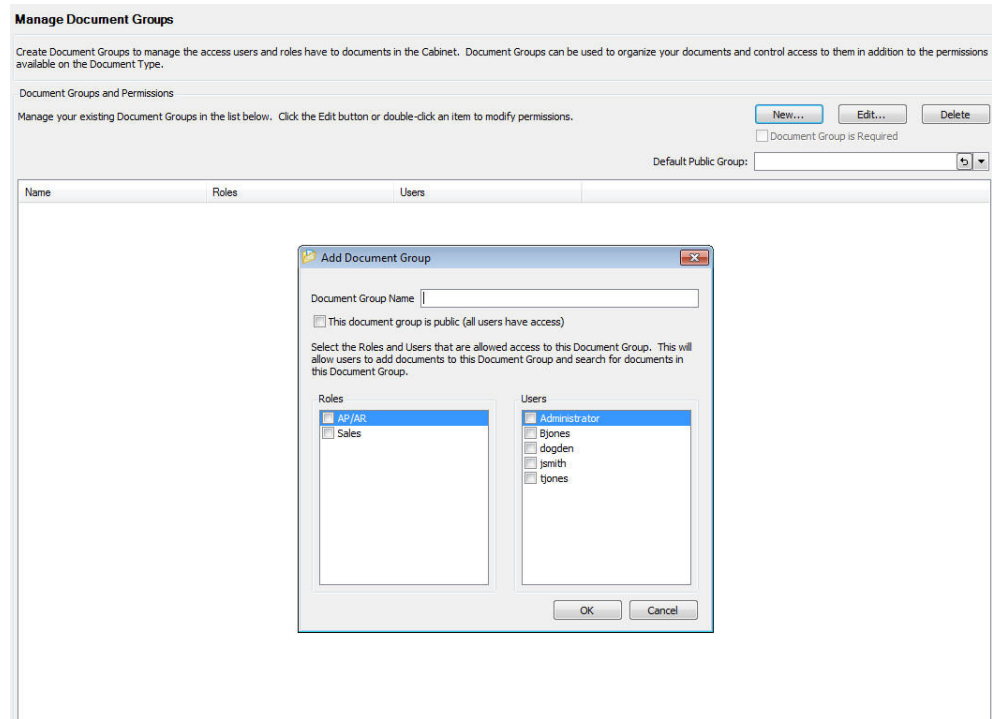 Manage Document Groups
Create Document Groups to manage the access users and roles have to documents in the Cabinet. Document Groups can be used to organize your documents and control access to them in addition to the permissions
available on the Document Type.
Document Groups and Permissions
Manage your existing Document Groups in the list below. Click the Edit button or double-click an item to modify permissions.
New... Edit... Delete
Document Group is Required
Default Public Group:
Name Roles Users
Add Document Group
Document Group Name
This document group is public (all users have access)
Select the Roles and Users that are allowed access to this Document Group. This will
allow users to add documents to this Document Group and search for documents in
this Document Group.
Roles
AP/AR
Sales
Users
Administrator
Bjones
dogden
jsmith
tjones
OK Cancel